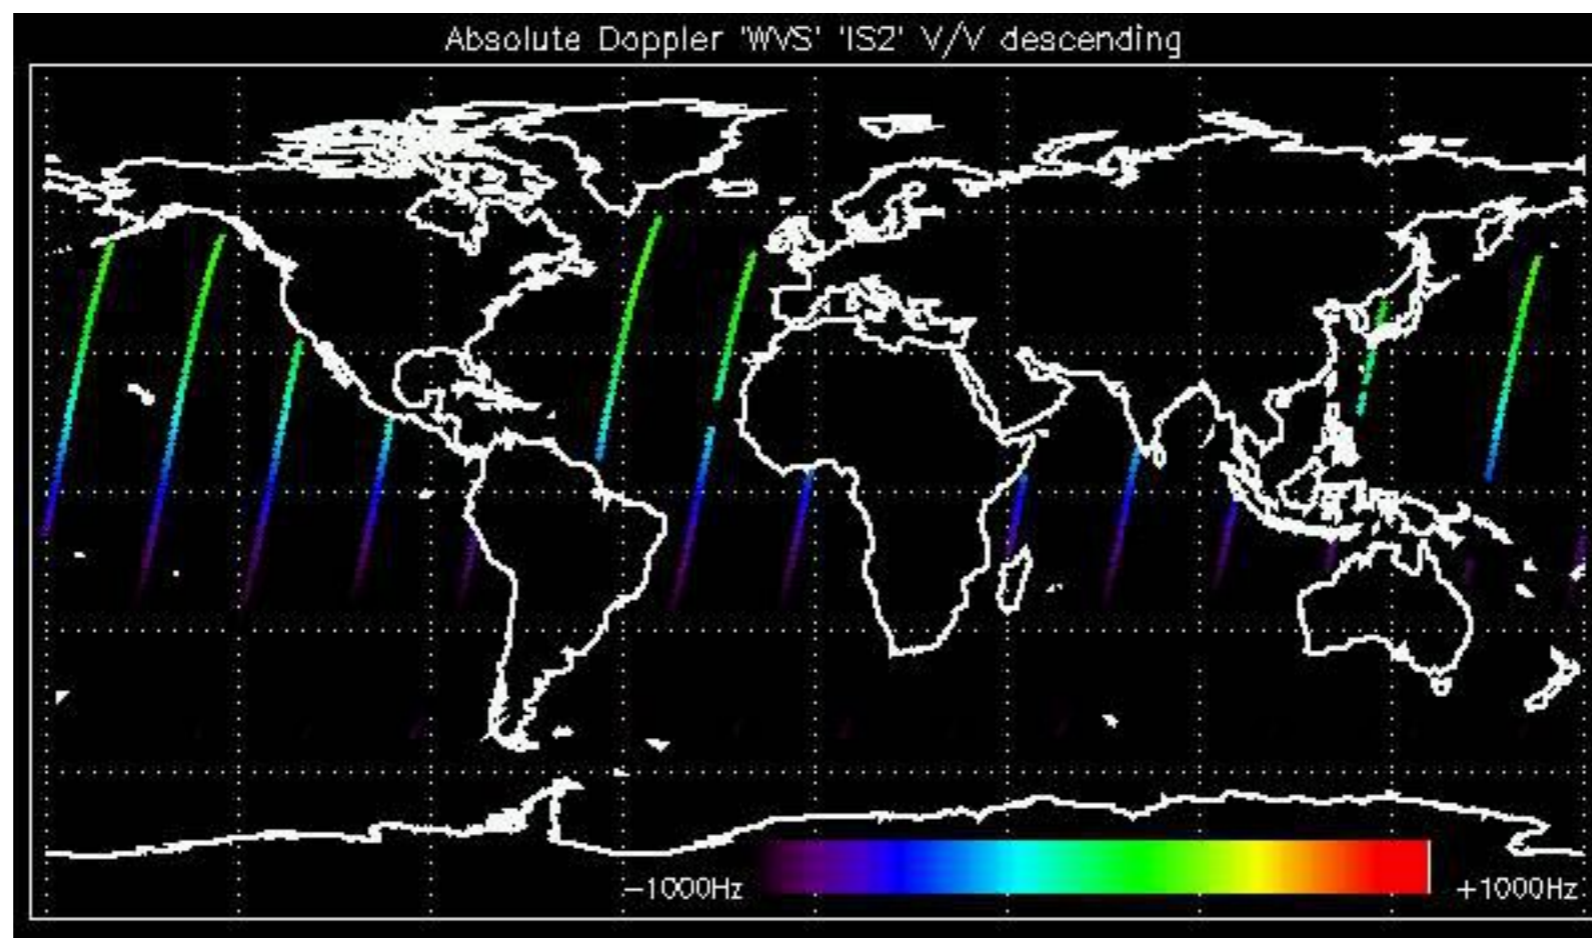 Absolute Doppler 'WVS' 'IS2' V/V descending
−1000Hz
+1000Hz